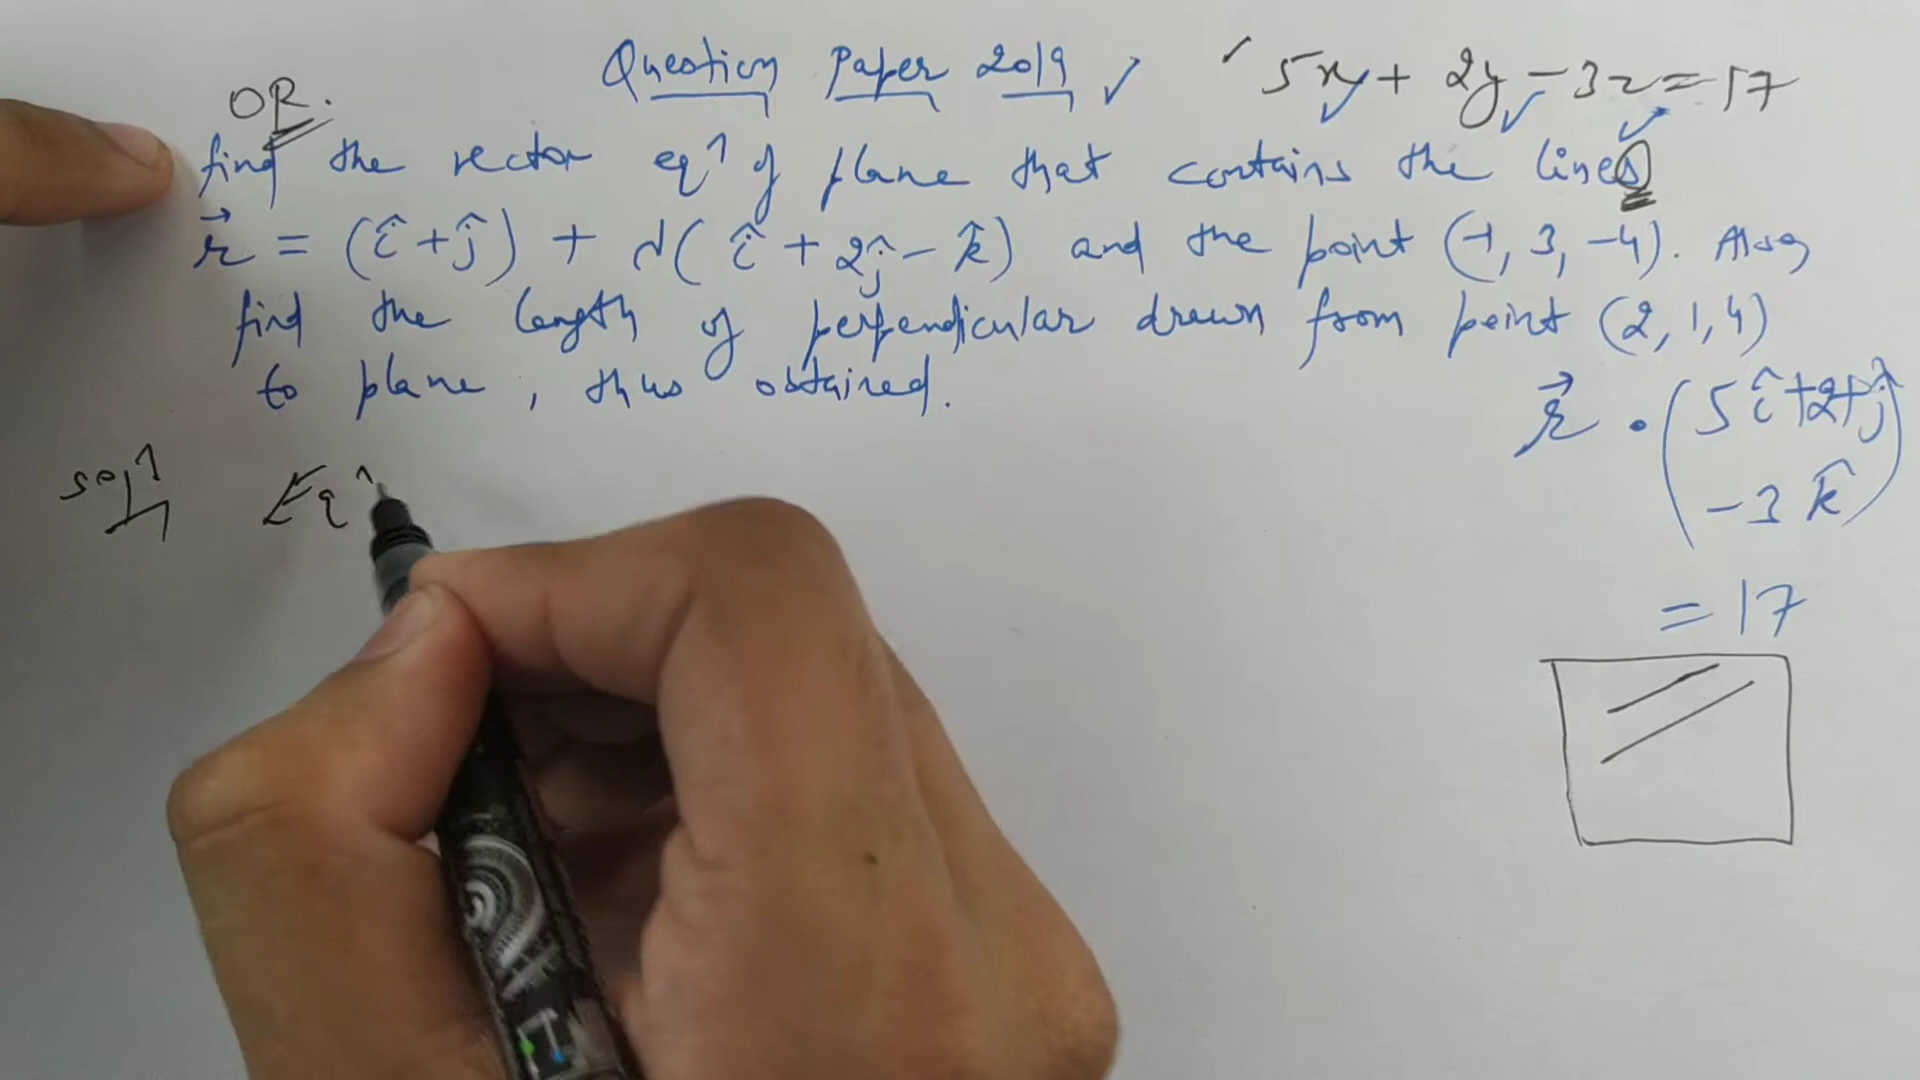 OR.
Question Paper 2019 ✓
✓ 5x + 2y - 3z = 17
find the vector eqⁿ of plane that contains the lines
r⃗ = (î + ĵ) + λ(î + 2ĵ - k̂) and the point (-1, 3, -4). Also
find the length of perpendicular drawn from point (2, 1, 4)
to plane, thus obtained.
r⃗ · (5î + 2ĵ
- 3k̂)
= 17
solⁿ Eqⁿ